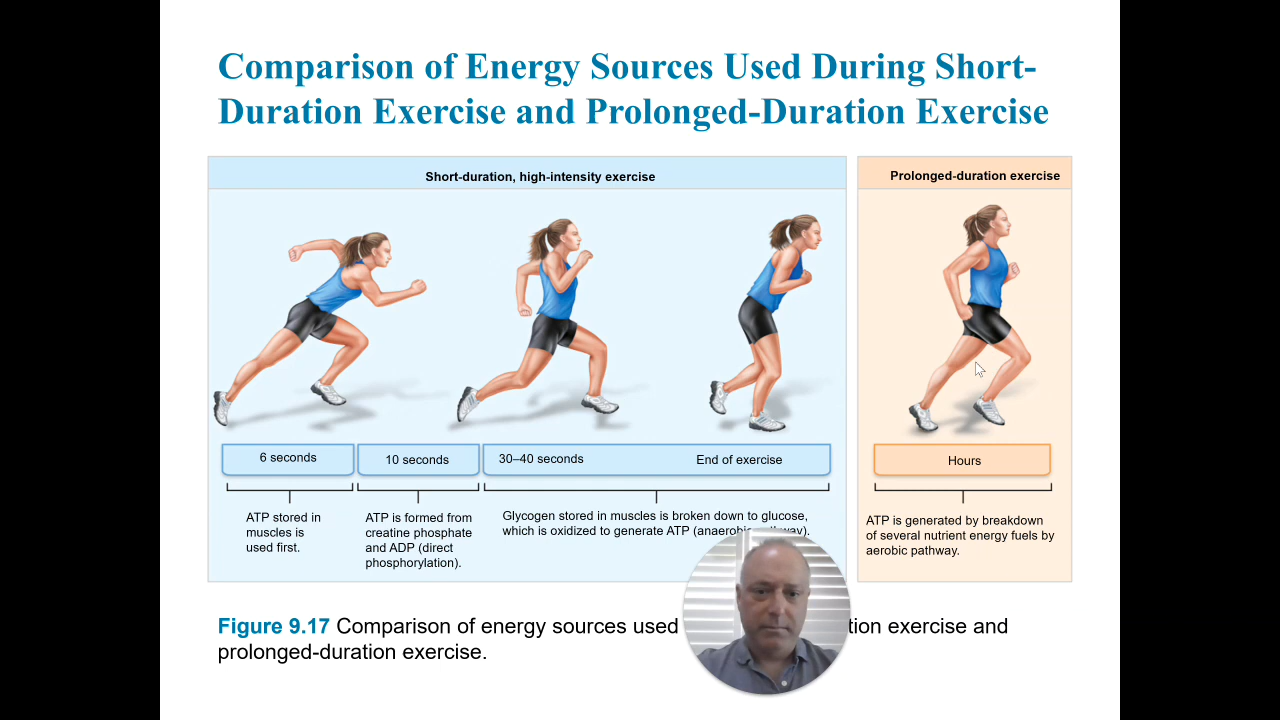 Comparison of Energy Sources Used During Short-
Duration Exercise and Prolonged-Duration Exercise
Short-duration, high-intensity exercise
Prolonged-duration exercise
6 seconds
10 seconds
30–40 seconds
End of exercise
Hours
ATP stored in
muscles is
used first.
ATP is formed from
creatine phosphate
and ADP (direct
phosphorylation).
Glycogen stored in muscles is broken down to glucose,
which is oxidized to generate ATP (anaerobic pathway).
ATP is generated by breakdown
of several nutrient energy fuels by
aerobic pathway.
Figure 9.17 Comparison of energy sources used tion exercise and
prolonged-duration exercise.